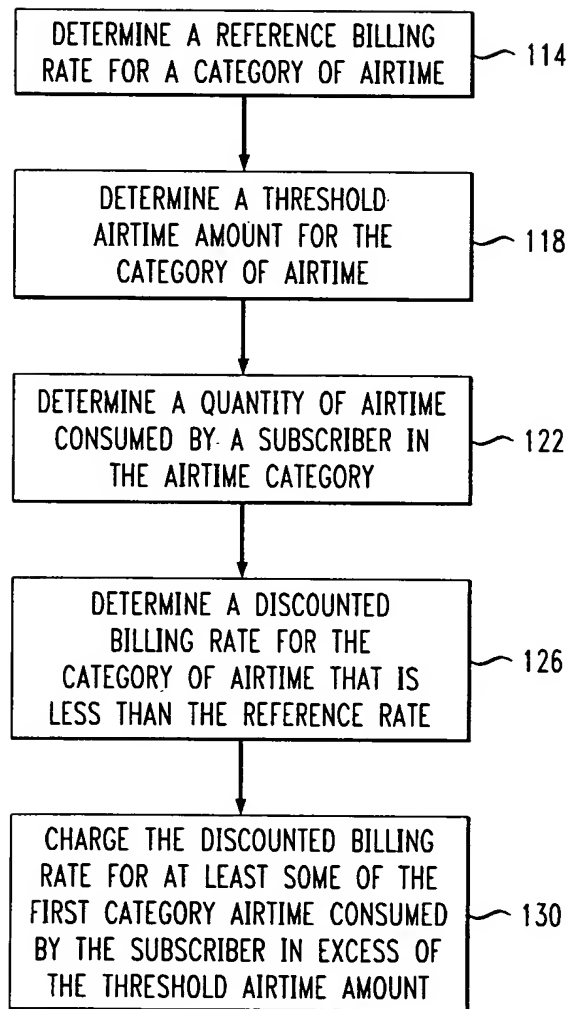 DETERMINE A REFERENCE BILLING
RATE FOR A CATEGORY OF AIRTIME
114
DETERMINE A THRESHOLD
AIRTIME AMOUNT FOR THE
CATEGORY OF AIRTIME
118
DETERMINE A QUANTITY OF AIRTIME
CONSUMED BY A SUBSCRIBER IN
THE AIRTIME CATEGORY
122
DETERMINE A DISCOUNTED
BILLING RATE FOR THE
CATEGORY OF AIRTIME THAT IS
LESS THAN THE REFERENCE RATE
126
CHARGE THE DISCOUNTED BILLING
RATE FOR AT LEAST SOME OF THE
FIRST CATEGORY AIRTIME CONSUMED
BY THE SUBSCRIBER IN EXCESS OF
THE THRESHOLD AIRTIME AMOUNT
130